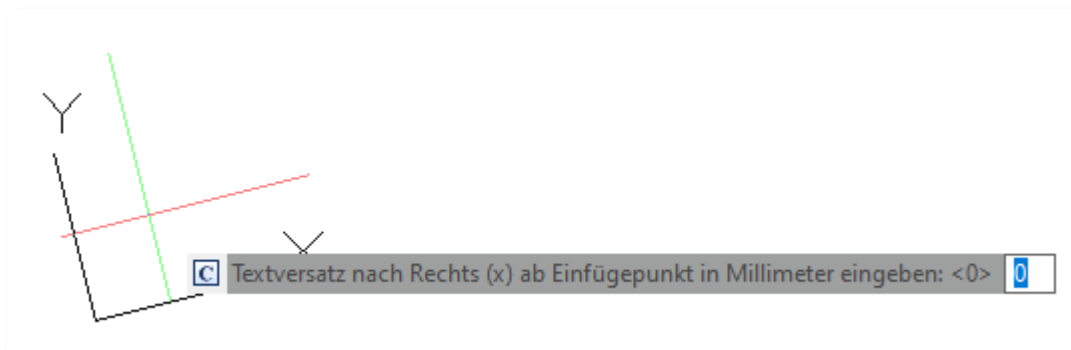 Y
X
C Textversatz nach Rechts (x) ab Einfügepunkt in Millimeter eingeben: <0> 0